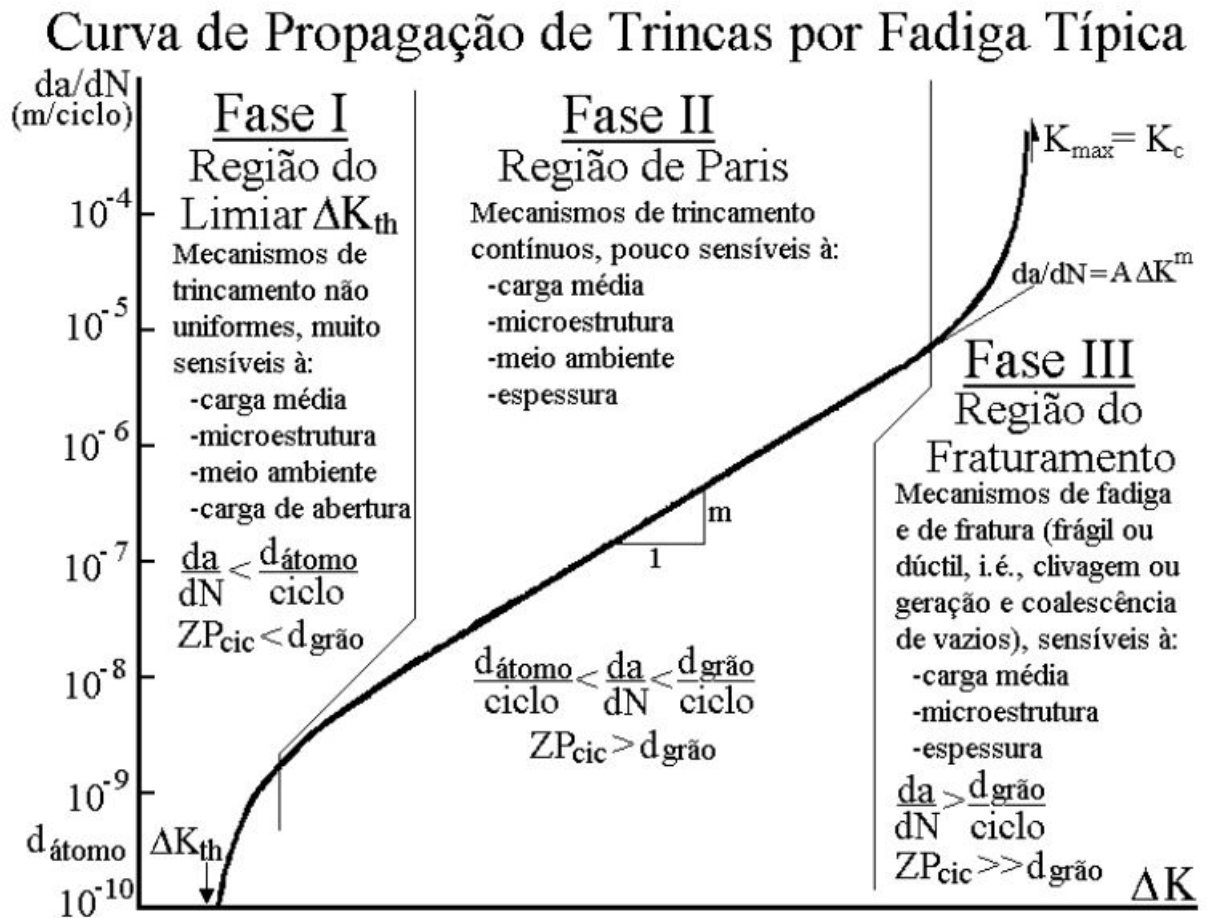 Curva de Propagação de Trincas por Fadiga Típica
da/dN
(m/ciclo)
10-4
10-5
10-6
10-7
10-8
10-9
d átomo
10-10
Fase I
Região do
Limiar ΔKth
Mecanismos de
trincamento não
uniformes, muito
sensíveis à:
-carga média
-microestrutura
-meio ambiente
-carga de abertura
da/dN < dátomo/ciclo
ZPcic < dgrão
ΔKth
Fase II
Região de Paris
Mecanismos de trincamento
contínuos, pouco sensíveis à:
-carga média
-microestrutura
-meio ambiente
-espessura
m
1
dátomo/ciclo < da/dN < dgrão/ciclo
ZPcic > dgrão
Kmax = Kc
da/dN = A ΔKm
Fase III
Região do
Fraturamento
Mecanismos de fadiga
e de fratura (frágil ou
dúctil, i.é., clivagem ou
geração e coalescência
de vazios), sensíveis à:
-carga média
-microestrutura
-espessura
da/dN > dgrão/ciclo
ZPcic >> dgrão
ΔK